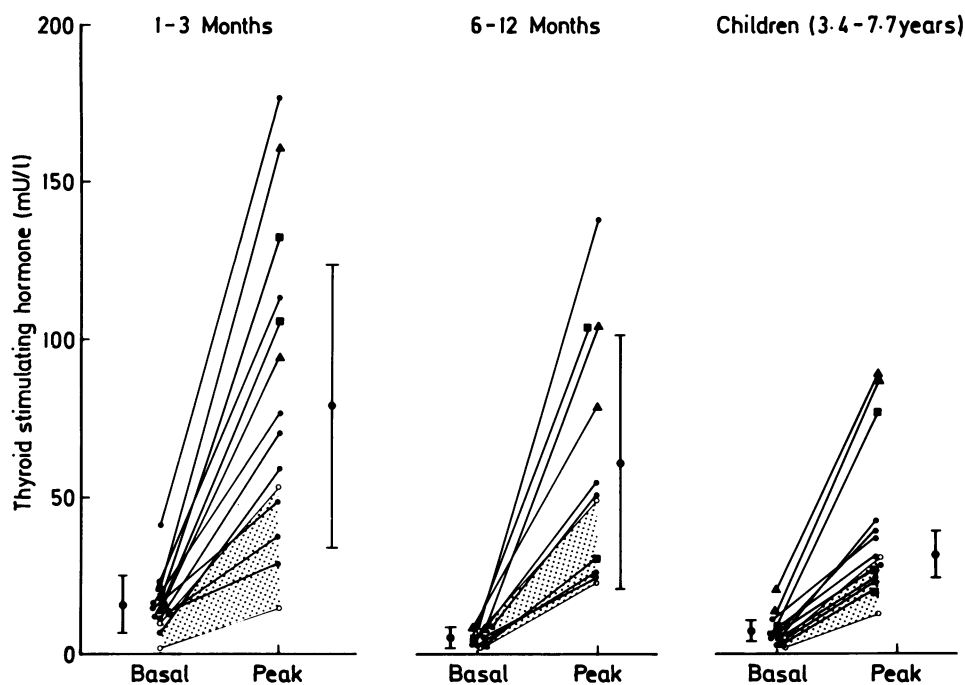 1-3 Months
6-12 Months
Children (3·4-7·7years)
Thyroid stimulating hormone (mU/l)
200
150
100
50
0
Basal
Peak
Basal
Peak
Basal
Peak